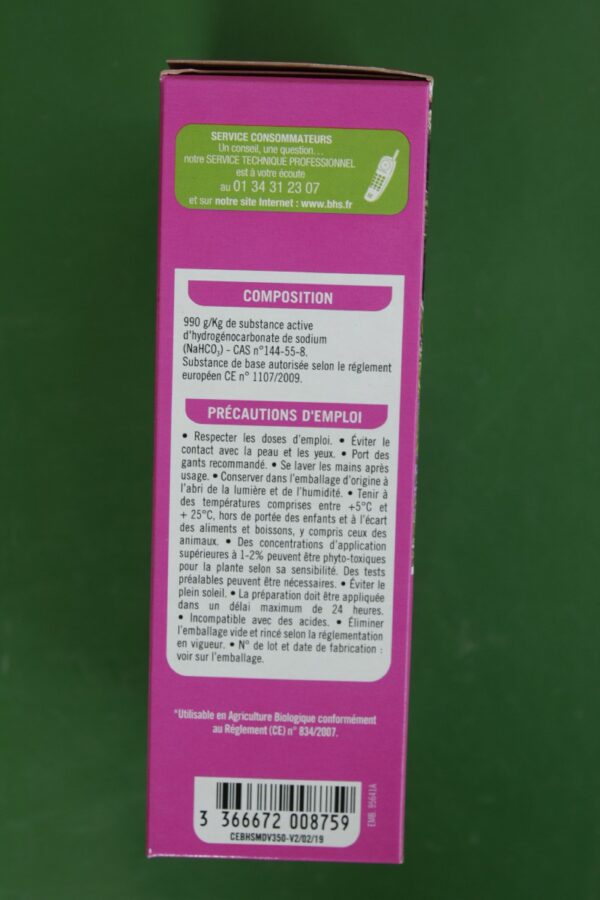 SERVICE CONSOMMATEURS
Un conseil, une question...
notre SERVICE TECHNIQUE PROFESSIONNEL
est à votre écoute
au 01 34 31 23 07
et sur notre site Internet : www.bhs.fr
COMPOSITION
990 g/Kg de substance active
d'hydrogénocarbonate de sodium
(NaHCO₃) - CAS n°144-55-8.
Substance de base autorisée selon le réglement
européen CE n° 1107/2009.
PRÉCAUTIONS D'EMPLOI
• Respecter les doses d'emploi. • Éviter le
contact avec la peau et les yeux. • Port des
gants recommandé. • Se laver les mains après
usage. • Conserver dans l'emballage d'origine à
l'abri de la lumière et de l'humidité. • Tenir à
des températures comprises entre +5°C et
+ 25°C, hors de portée des enfants et à l'écart
des aliments et boissons, y compris ceux des
animaux. • Des concentrations d'application
supérieures à 1-2% peuvent être phyto-toxiques
pour la plante selon sa sensibilité. Des tests
préalables peuvent être nécessaires. • Éviter le
plein soleil. • La préparation doit être appliquée
dans un délai maximum de 24 heures.
• Incompatible avec des acides. • Éliminer
l'emballage vide et rincé selon la réglementation
en vigueur. • N° de lot et date de fabrication :
voir sur l'emballage.
*Utilisable en Agriculture Biologique conformément
au Réglement (CE) n° 834/2007.
3 366672 008759
CEBHSMDV350-V2/02/19
EMB. 95641A